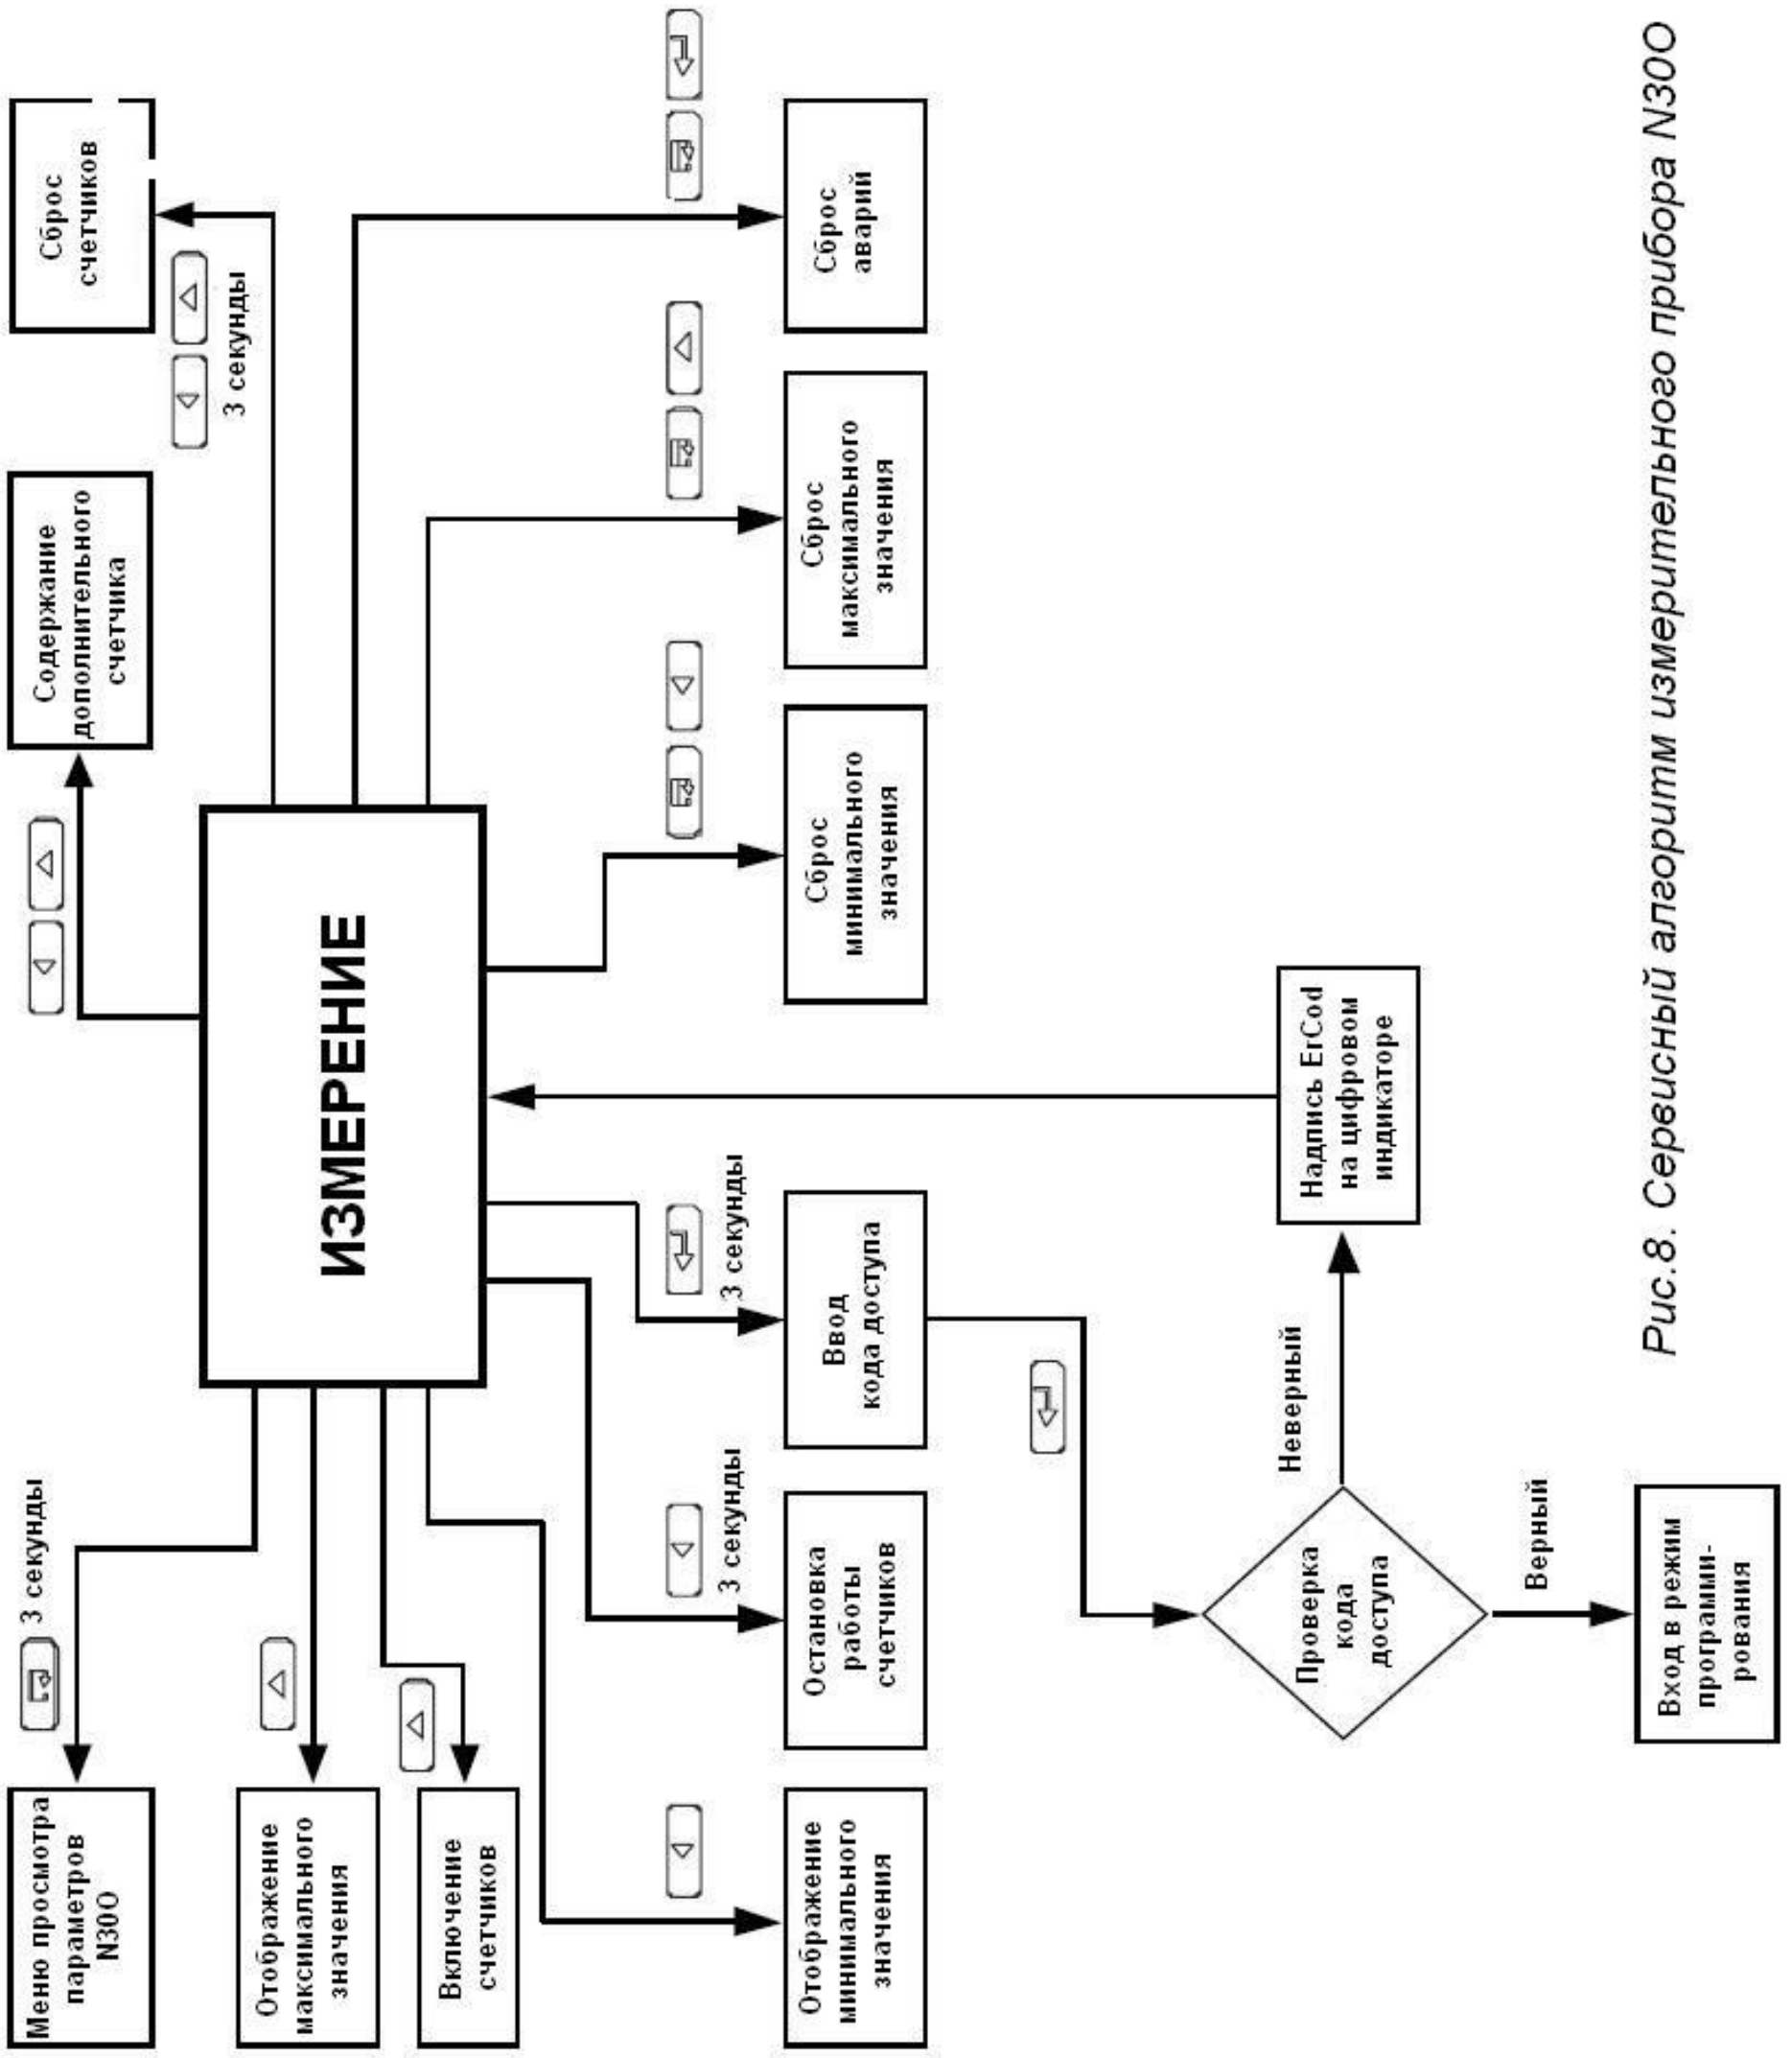 Меню просмотра
параметров
N30O
3 секунды
Содержание
дополнительного
счетчика
Сброс
счетчиков
3 секунды
Отображение
максимального
значения
Включение
счетчиков
ИЗМЕРЕНИЕ
3 секунды
3 секунды
Отображение
минимального
значения
Остановка
работы
счетчиков
Ввод
кода доступа
Сброс
минимального
значения
Сброс
максимального
значения
Сброс
аварий
Неверный
Проверка
кода
доступа
Надпись ErCod
на цифровом
индикаторе
Верный
Вход в режим
программи-
рования
Рис.8. Сервисный алгоритм измерительного прибора N30O